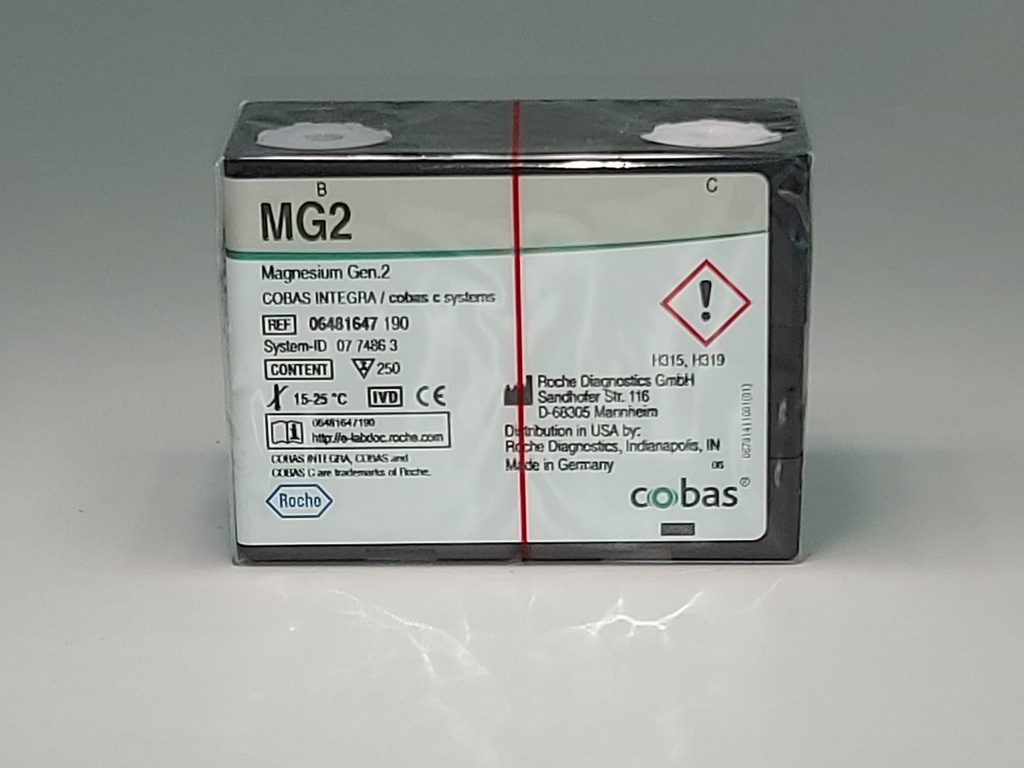 B
C
MG2
Magnesium Gen.2
COBAS INTEGRA / cobas c systems
REF 06481647 190
System-ID 07 7486 3
CONTENT 250
15-25 °C IVD CE
06481647190
http://e-labdoc.roche.com
COBAS INTEGRA, COBAS and
COBAS C are trademarks of Roche.
Roche
H315, H319
Roche Diagnostics GmbH
Sandhofer Str. 116
D-68305 Mannheim
Distribution in USA by:
Roche Diagnostics, Indianapolis, IN
Made in Germany
cobas®